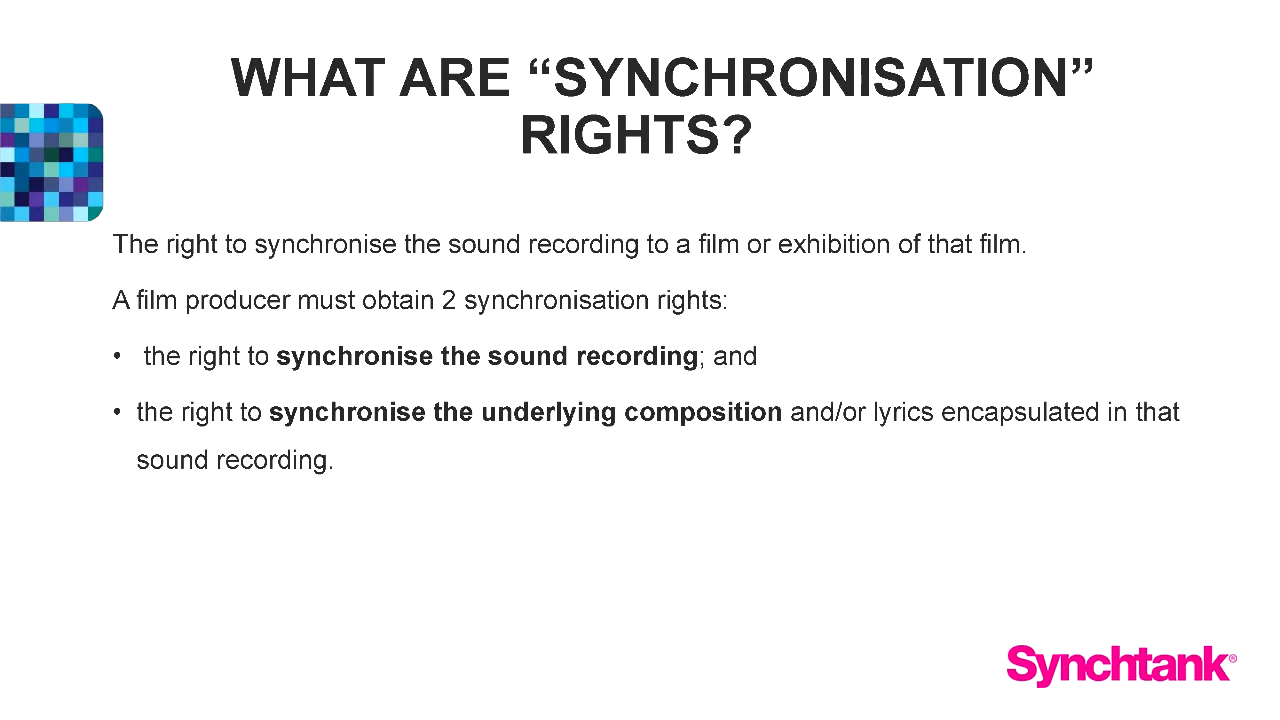 WHAT ARE “SYNCHRONISATION”
RIGHTS?
The right to synchronise the sound recording to a film or exhibition of that film.
A film producer must obtain 2 synchronisation rights:
• the right to synchronise the sound recording; and
• the right to synchronise the underlying composition and/or lyrics encapsulated in that
sound recording.
Synchtank®